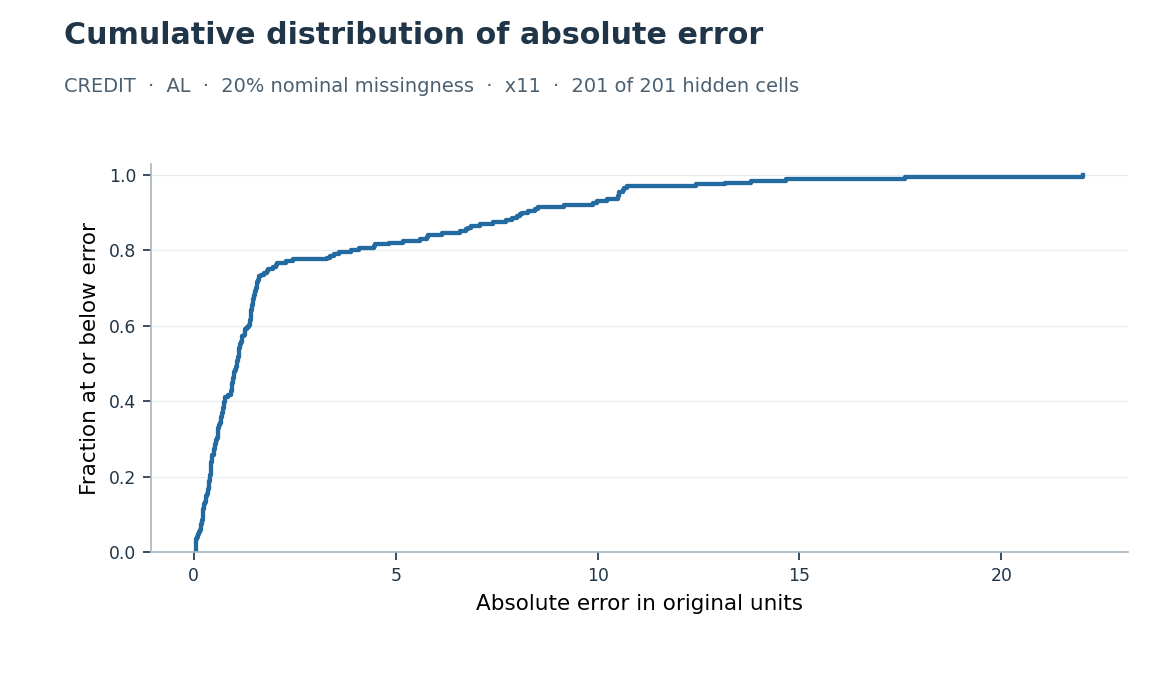 Cumulative distribution of absolute error
CREDIT · AL · 20% nominal missingness · x11 · 201 of 201 hidden cells
Fraction at or below error
1.0
0.8
0.6
0.4
0.2
0.0
0 5 10 15 20
Absolute error in original units